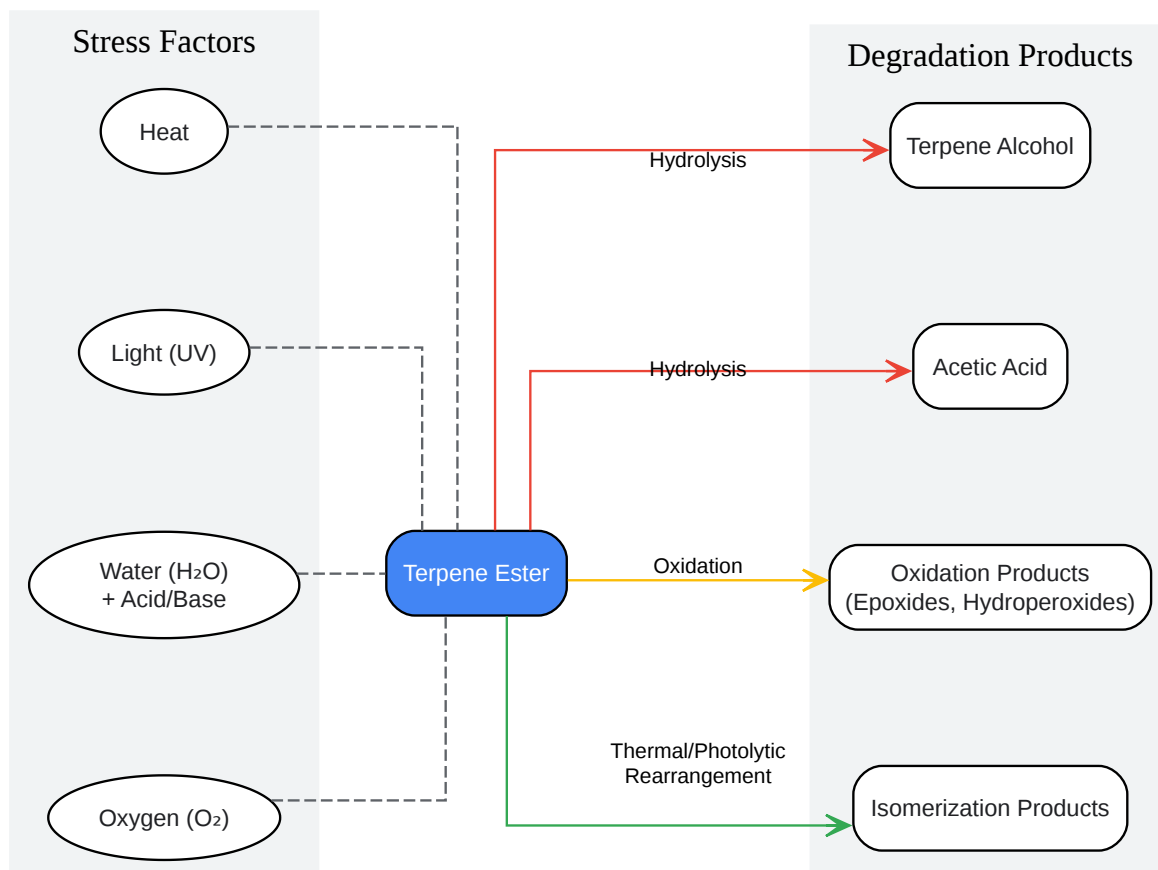 Stress Factors
Degradation Products
Heat
Terpene Alcohol
Hydrolysis
Light (UV)
Acetic Acid
Hydrolysis
Water (H₂O)
+ Acid/Base
Terpene Ester
Oxidation
Oxidation Products
(Epoxides, Hydroperoxides)
Thermal/Photolytic
Rearrangement
Oxygen (O₂)
Isomerization Products